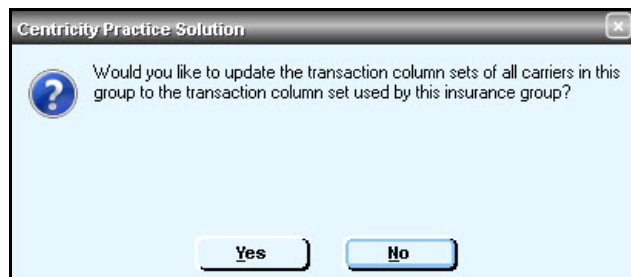 Centricity Practice Solution
Would you like to update the transaction column sets of all carriers in this
group to the transaction column set used by this insurance group?
Yes No